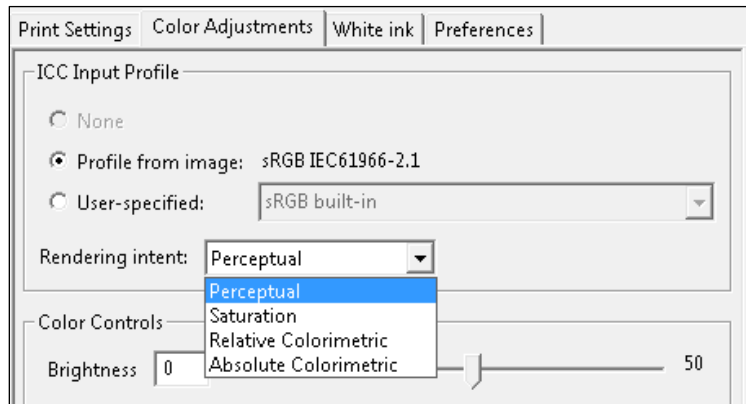 Print Settings Color Adjustments White ink Preferences
ICC Input Profile
None
Profile from image: sRGB IEC61966-2.1
User-specified: sRGB built-in
Rendering intent: Perceptual
Perceptual
Saturation
Relative Colorimetric
Color Controls
Absolute Colorimetric
Brightness 0 50